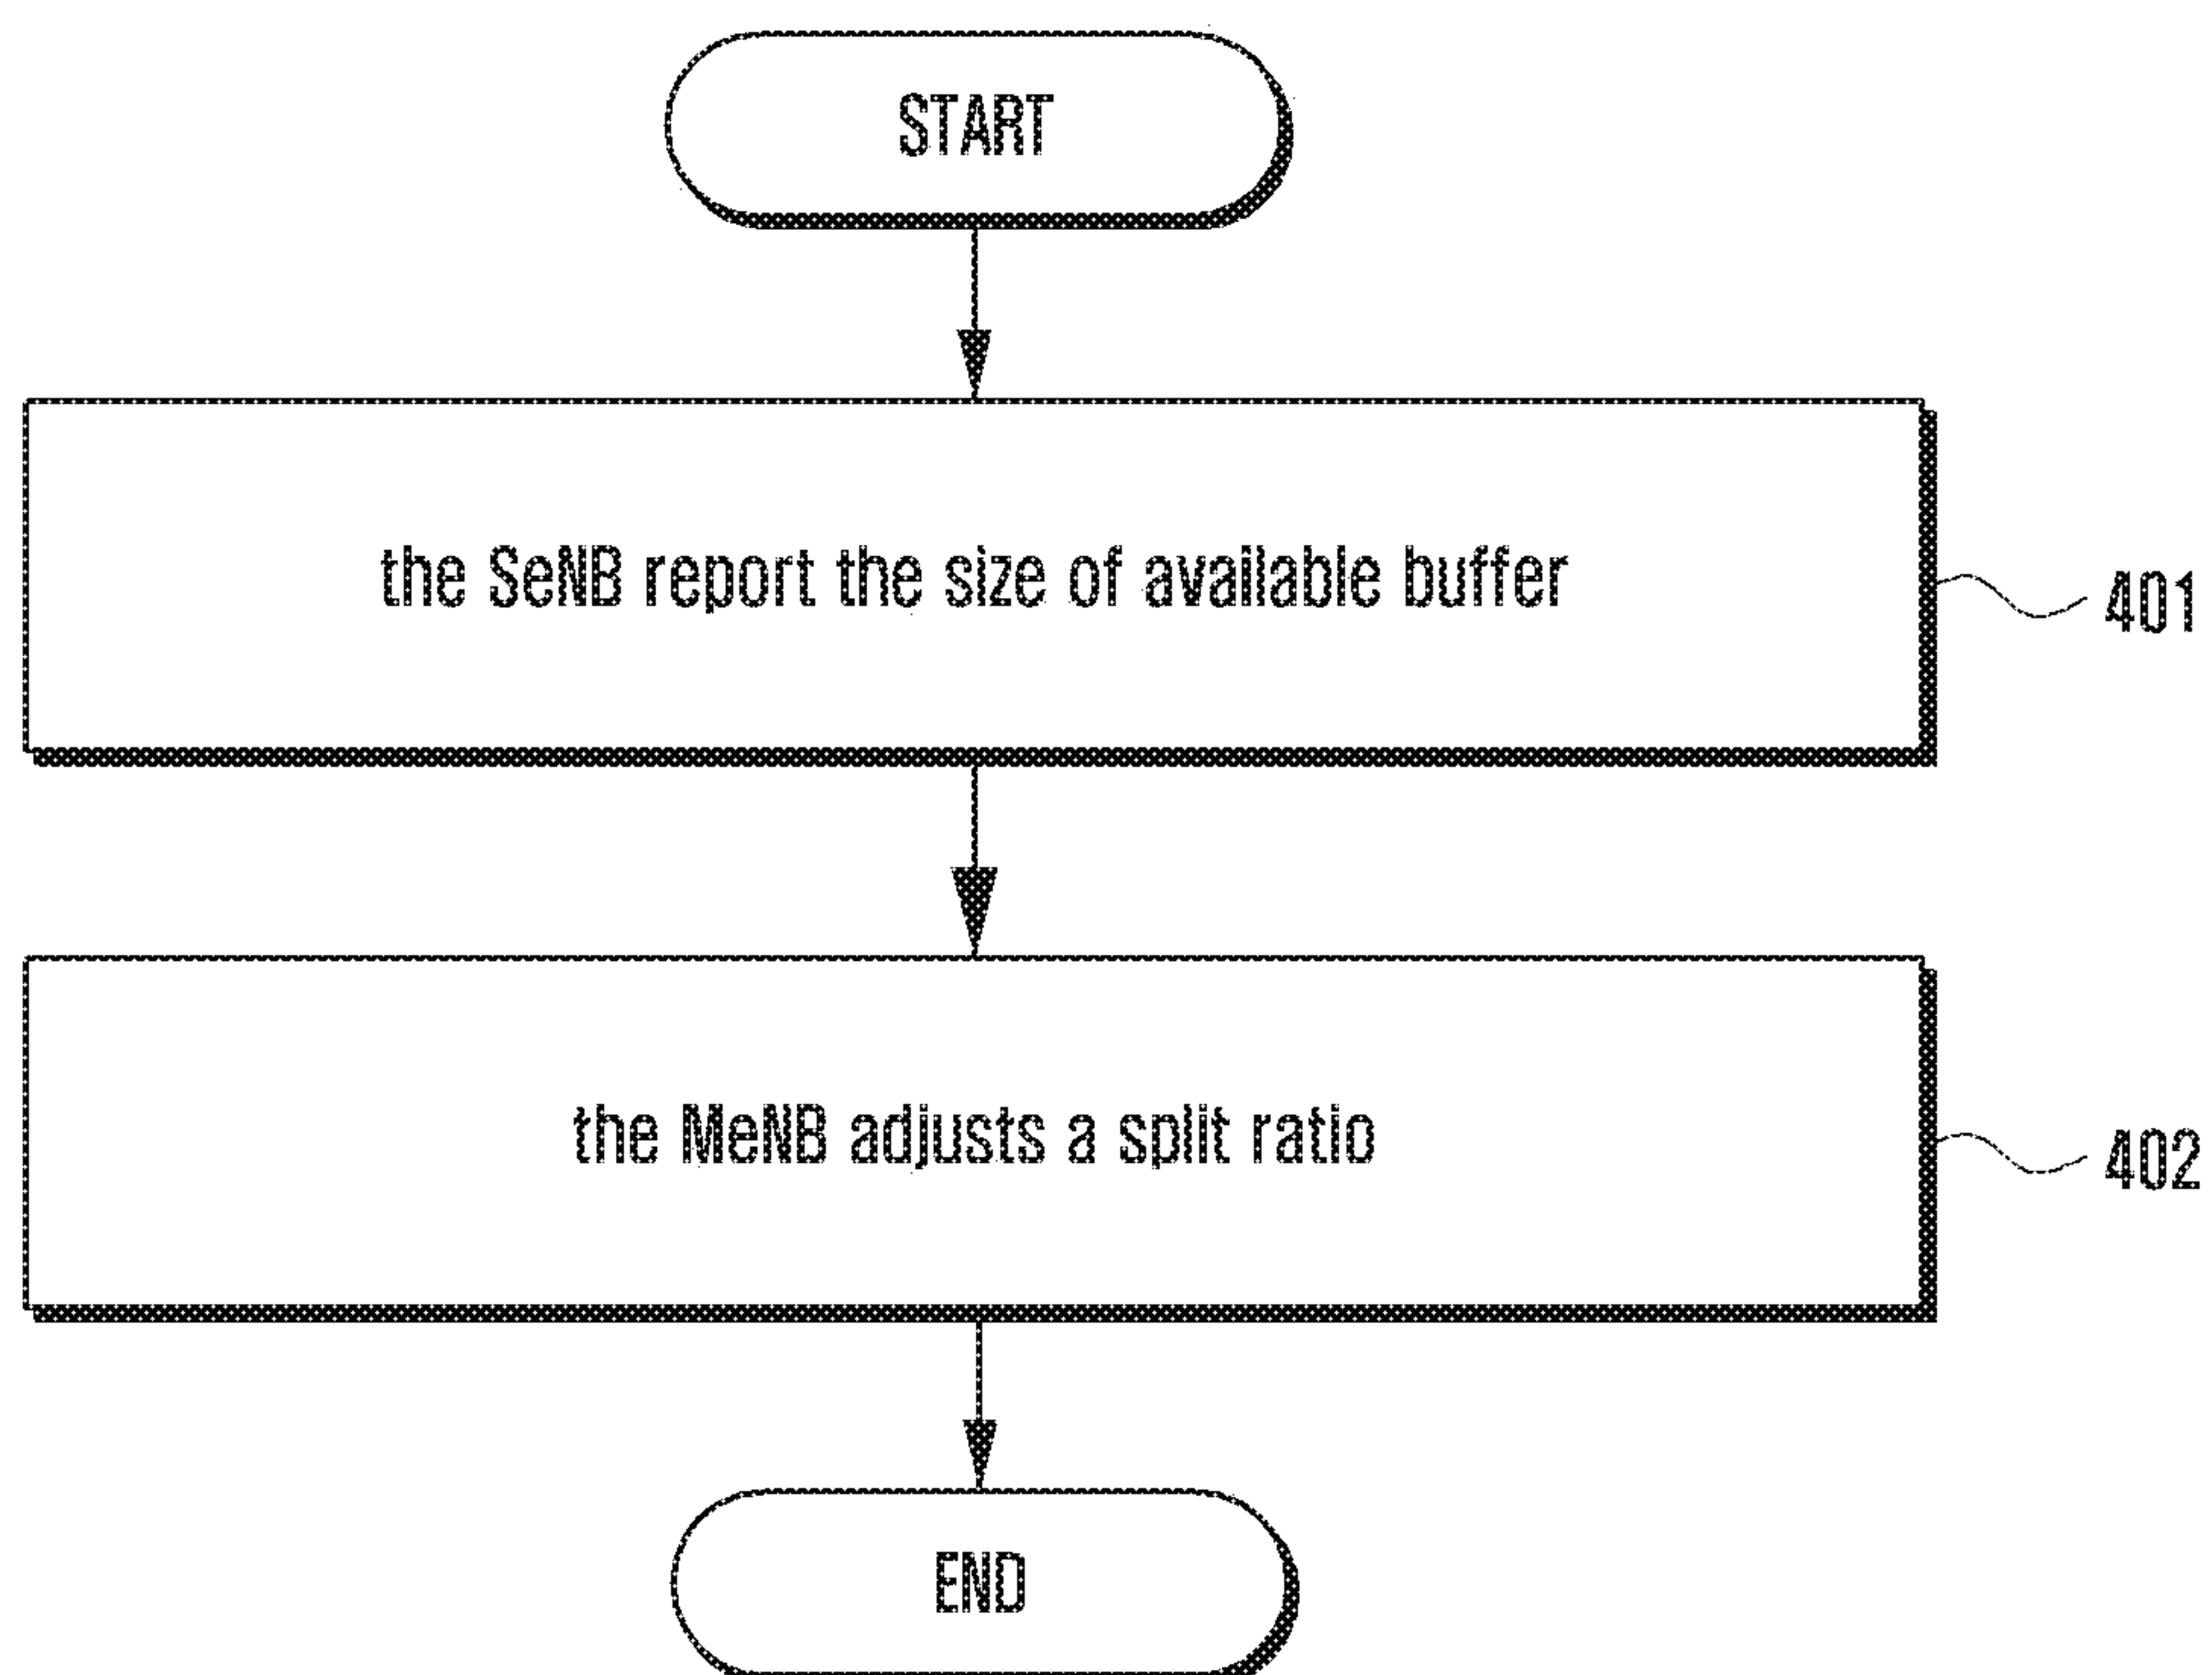 START
the SeNB report the size of available buffer
401
the MeNB adjusts a split ratio
402
END